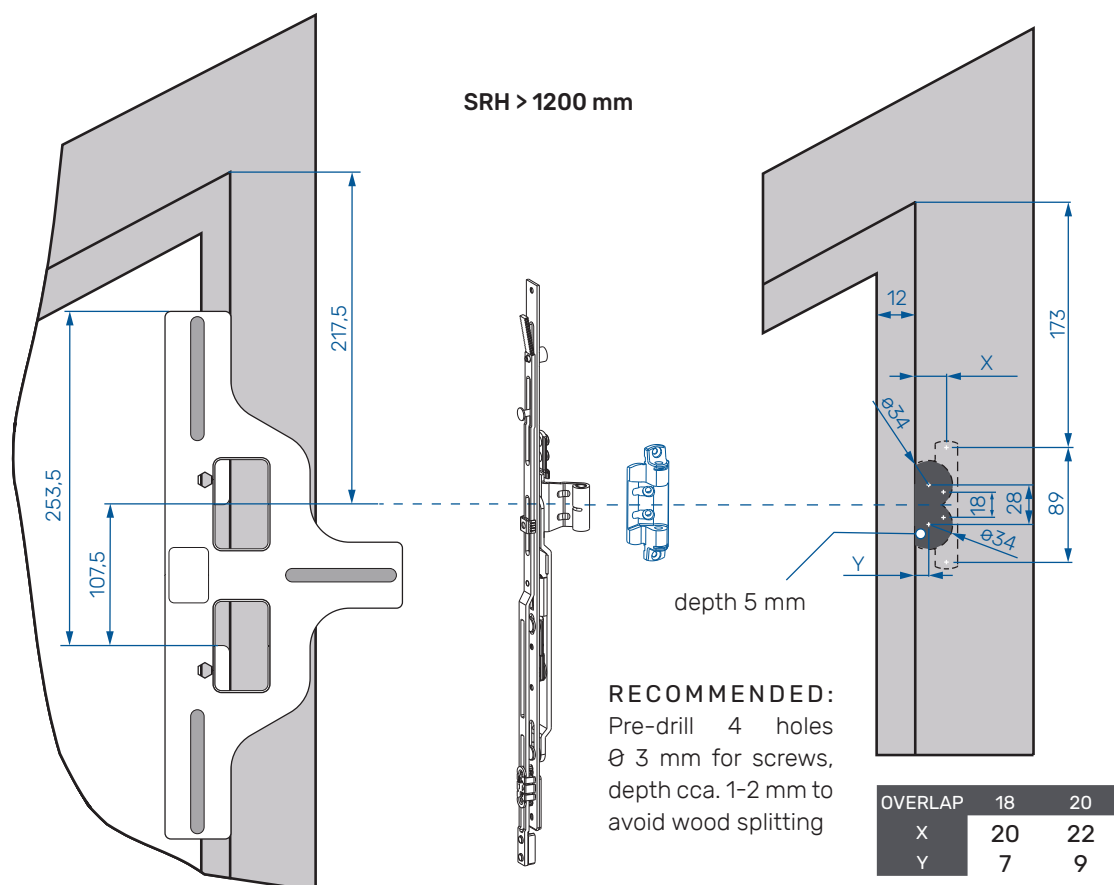 SRH > 1200 mm
217,5
253,5
107,5
12
173
X
Ø34
18
28
89
Ø34
Y
depth 5 mm
RECOMMENDED:
Pre-drill 4 holes
Ø 3 mm for screws,
depth cca. 1-2 mm to
avoid wood splitting
OVERLAP 18 20
X 20 22
Y 7 9